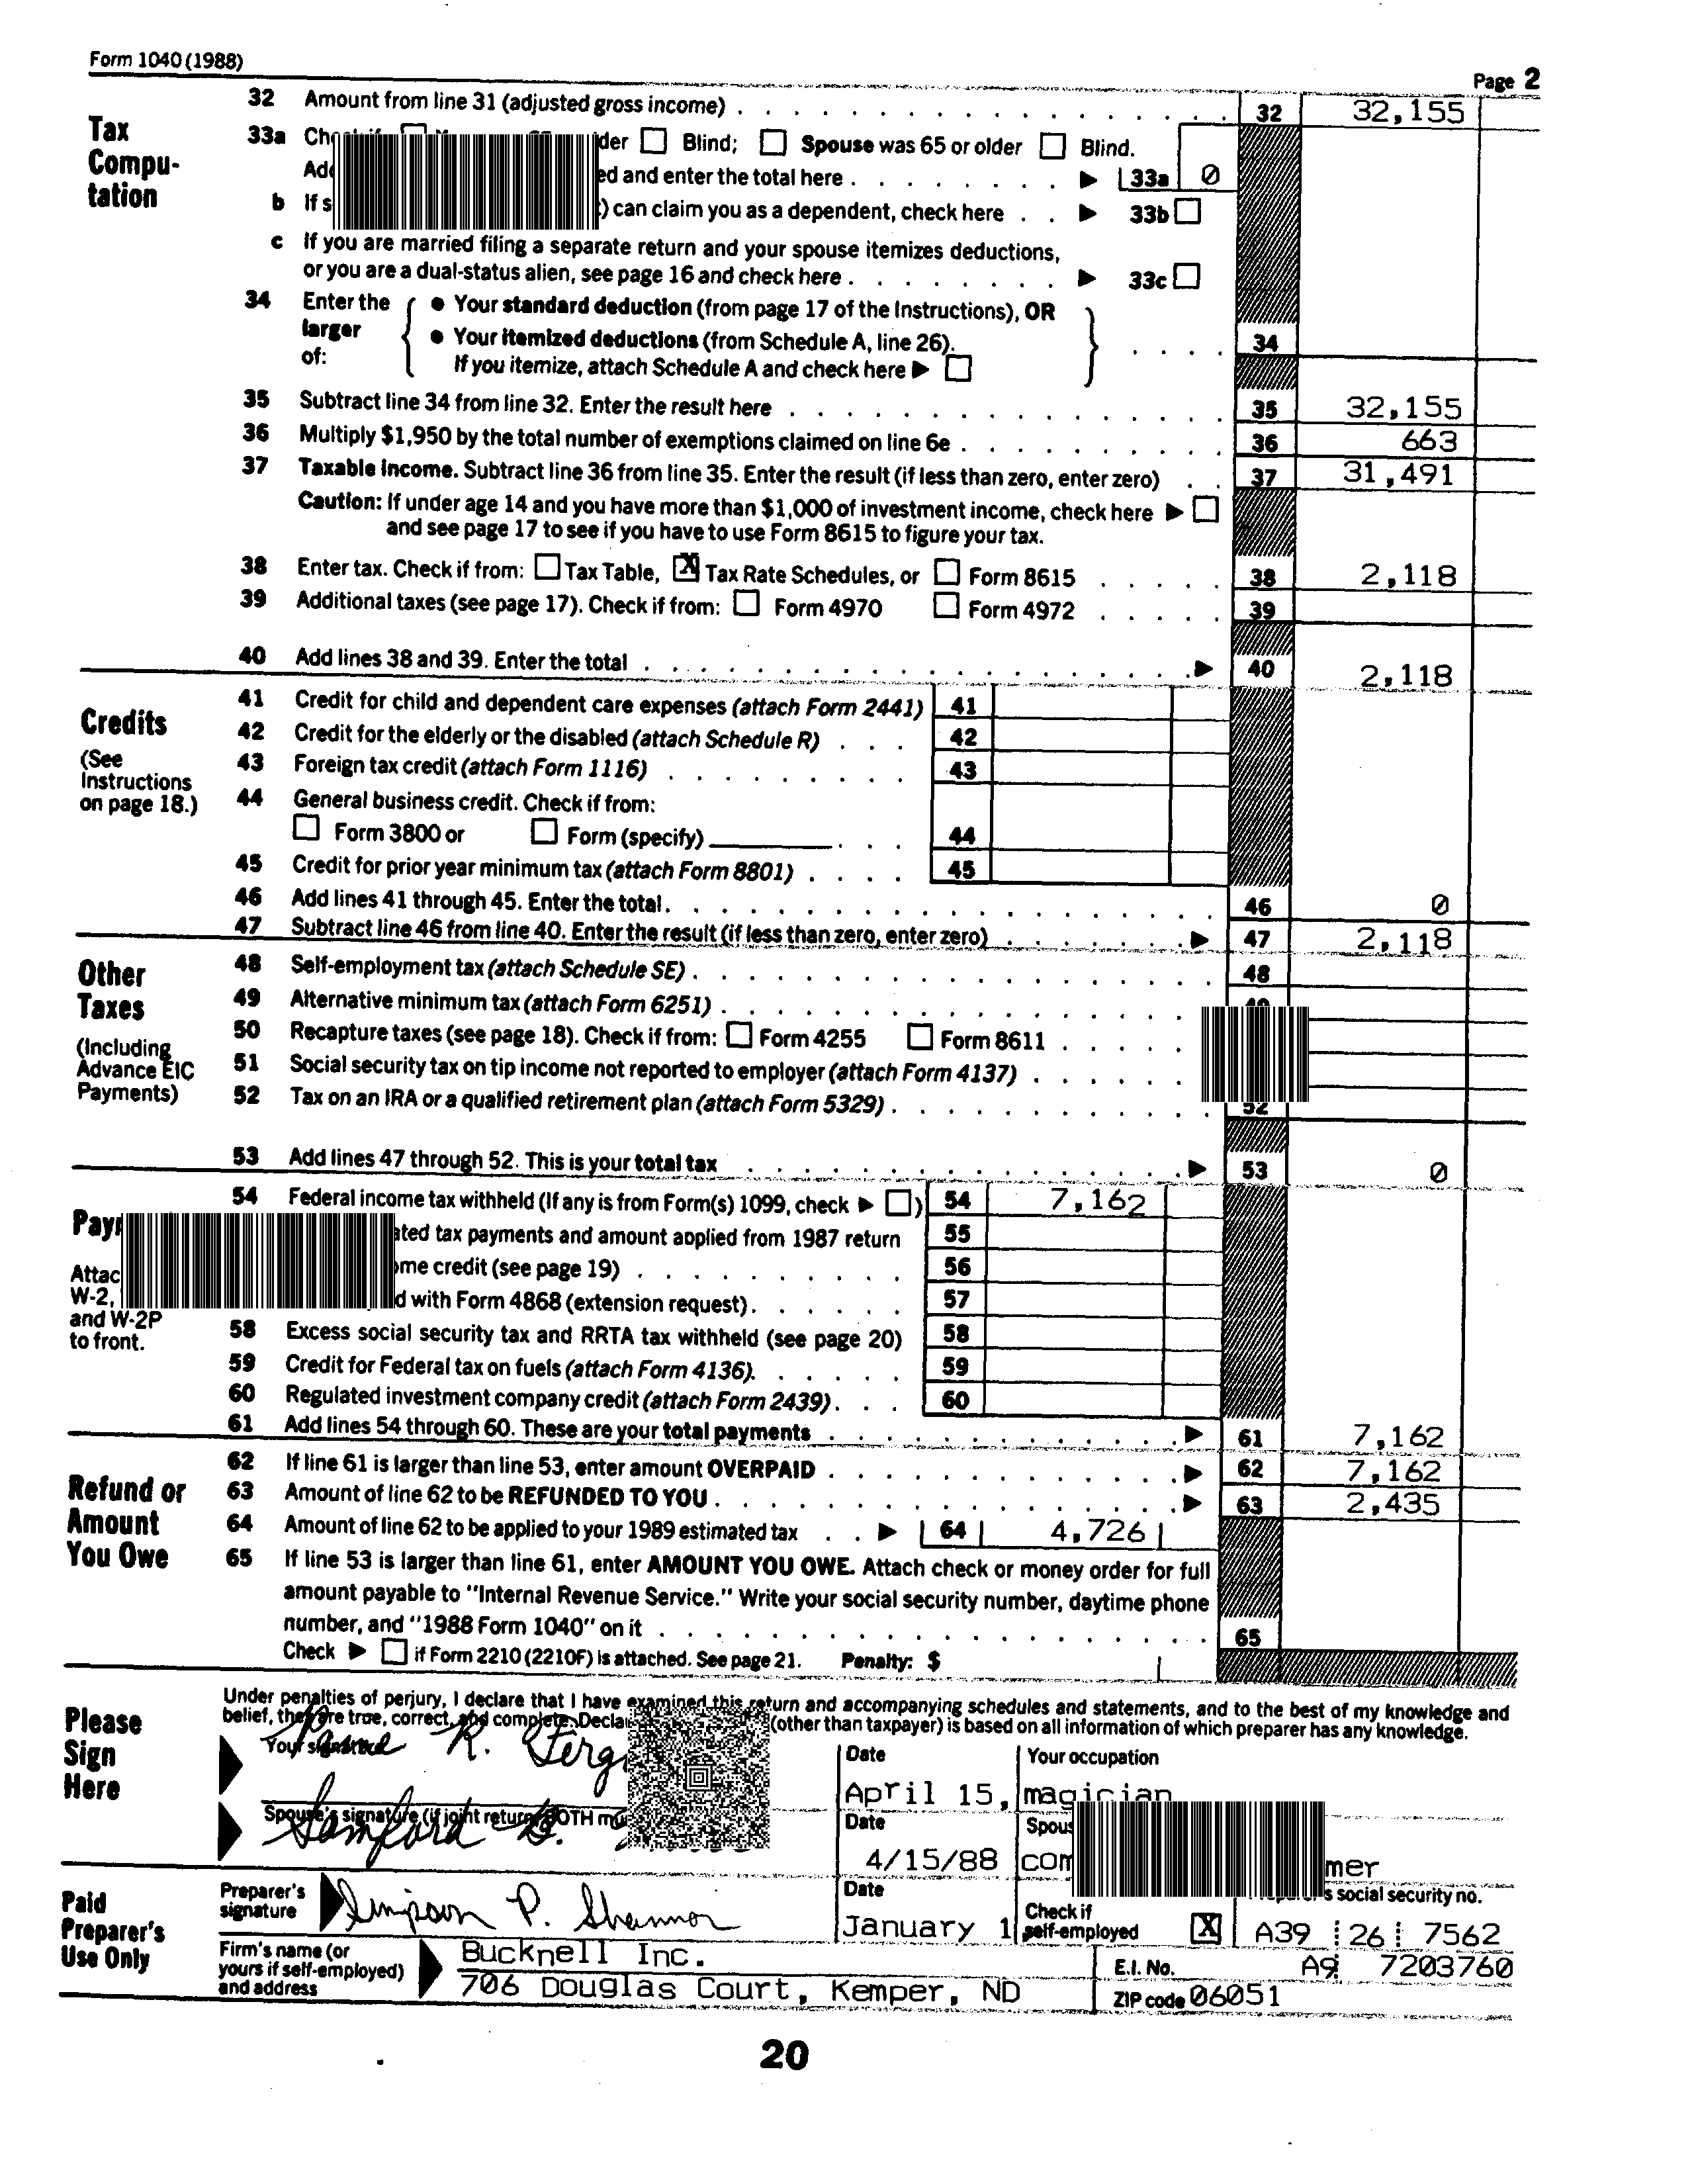 Form 1040 (1988)
Page 2
Tax Compu-tation
32 Amount from line 31 (adjusted gross income) . . . 32 32,155
33a der ☐ Blind; ☐ Spouse was 65 or older ☐ Blind.
ed and enter the total here . . . ▶ 33a 0
b If s ) can claim you as a dependent, check here . . ▶ 33b ☐
c If you are married filing a separate return and your spouse itemizes deductions,
or you are a dual-status alien, see page 16 and check here . . . ▶ 33c ☐
34 Enter the larger of: { ● Your standard deduction (from page 17 of the Instructions), OR
● Your itemized deductions (from Schedule A, line 26).
If you itemize, attach Schedule A and check here ▶ ☐ } . . . . 34
35 Subtract line 34 from line 32. Enter the result here . . . 35 32,155
36 Multiply $1,950 by the total number of exemptions claimed on line 6e . . . 36 663
37 Taxable income. Subtract line 36 from line 35. Enter the result (if less than zero, enter zero) . . 37 31,491
Caution: If under age 14 and you have more than $1,000 of investment income, check here ▶ ☐
and see page 17 to see if you have to use Form 8615 to figure your tax.
38 Enter tax. Check if from: ☐ Tax Table, ☒ Tax Rate Schedules, or ☐ Form 8615 . . . 38 2,118
39 Additional taxes (see page 17). Check if from: ☐ Form 4970 ☐ Form 4972 . . . 39
40 Add lines 38 and 39. Enter the total . . . ▶ 40 2,118
Credits
(See Instructions on page 18.)
41 Credit for child and dependent care expenses (attach Form 2441) 41
42 Credit for the elderly or the disabled (attach Schedule R) . . . 42
43 Foreign tax credit (attach Form 1116) . . . 43
44 General business credit. Check if from:
☐ Form 3800 or ☐ Form (specify) . . . 44
45 Credit for prior year minimum tax (attach Form 8801) . . . . 45
46 Add lines 41 through 45. Enter the total. . . . 46 0
47 Subtract line 46 from line 40. Enter the result (if less than zero, enter zero) . . . ▶ 47 2,118
Other Taxes
(Including Advance EIC Payments)
48 Self-employment tax (attach Schedule SE) . . . 48
49 Alternative minimum tax (attach Form 6251) . . . 49
50 Recapture taxes (see page 18). Check if from: ☐ Form 4255 ☐ Form 8611 . . .
51 Social security tax on tip income not reported to employer (attach Form 4137) . . .
52 Tax on an IRA or a qualified retirement plan (attach Form 5329) . . . 52
53 Add lines 47 through 52. This is your total tax . . . ▶ 53 0
54 Federal income tax withheld (If any is from Form(s) 1099, check ▶ ☐) 54 7,162
Pay ated tax payments and amount applied from 1987 return 55
Attac ome credit (see page 19) . . . 56
W-2, d with Form 4868 (extension request). . . . 57
and W-2P to front.
58 Excess social security tax and RRTA tax withheld (see page 20) 58
59 Credit for Federal tax on fuels (attach Form 4136). . . . 59
60 Regulated investment company credit (attach Form 2439). . . 60
61 Add lines 54 through 60. These are your total payments . . . ▶ 61 7,162
Refund or Amount You Owe
62 If line 61 is larger than line 53, enter amount OVERPAID . . . ▶ 62 7,162
63 Amount of line 62 to be REFUNDED TO YOU . . . ▶ 63 2,435
64 Amount of line 62 to be applied to your 1989 estimated tax . . ▶ 64 4,726
65 If line 53 is larger than line 61, enter AMOUNT YOU OWE. Attach check or money order for full
amount payable to "Internal Revenue Service." Write your social security number, daytime phone
number, and "1988 Form 1040" on it . . . 65
Check ▶ ☐ if Form 2210 (2210F) is attached. See page 21. Penalty: $
Please Sign Here
Under penalties of perjury, I declare that I have examined this return and accompanying schedules and statements, and to the best of my knowledge and
belief, they are true, correct, and complete. Decla (other than taxpayer) is based on all information of which preparer has any knowledge.
Your signature R. Ferg
Date
April 15,
Your occupation
magician
Spouse's signature (if joint return, BOTH mu
Samford
Date
4/15/88
Spous
com mer
Paid Preparer's Use Only
Preparer's signature Simpson P. Shannon
Date
January 1
Check if self-employed ☒
s social security no.
A39 26 7562
Firm's name (or yours if self-employed) and address
Bucknell Inc.
706 Douglas Court, Kemper, ND
E.I. No. A9 7203760
ZIP code 06051
20